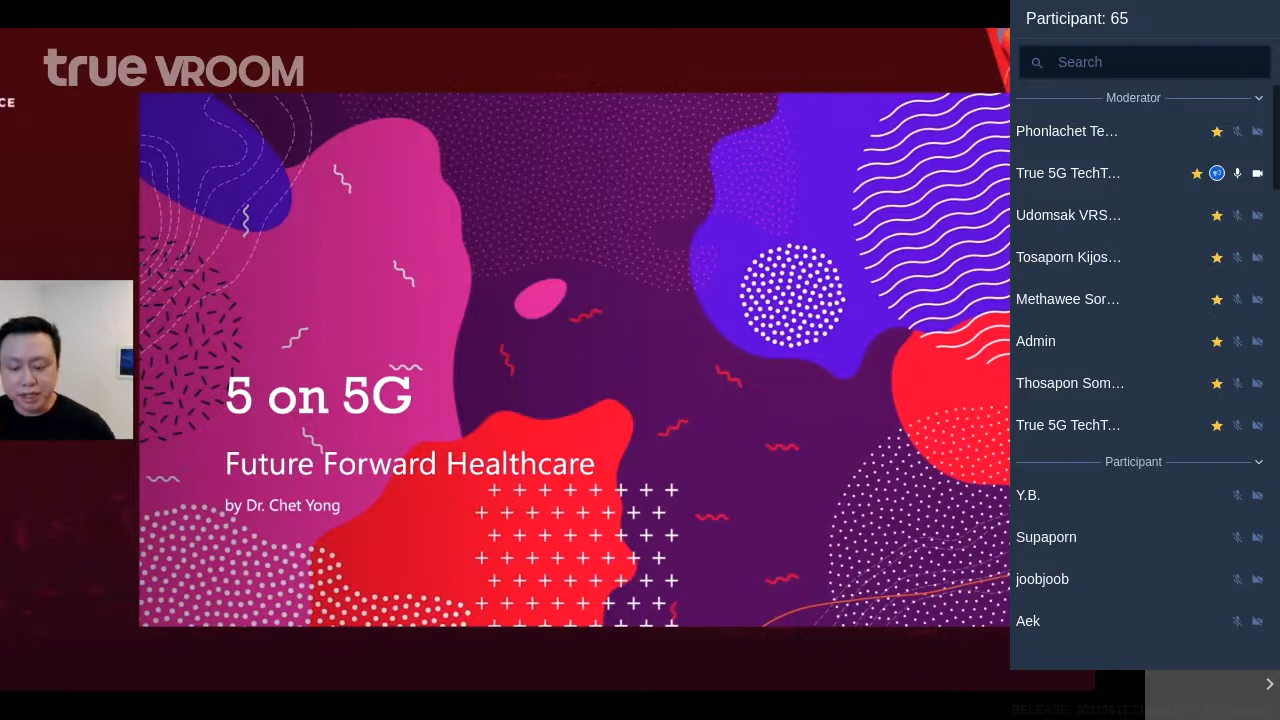 true VROOM
CE
5 on 5G
Future Forward Healthcare
by Dr. Chet Yong
Participant: 65
Search
Moderator
Phonlachet Te...
True 5G TechT...
Udomsak VRS...
Tosaporn Kijos...
Methawee Sor...
Admin
Thosapon Som...
True 5G TechT...
Participant
Y.B.
Supaporn
joobjoob
Aek